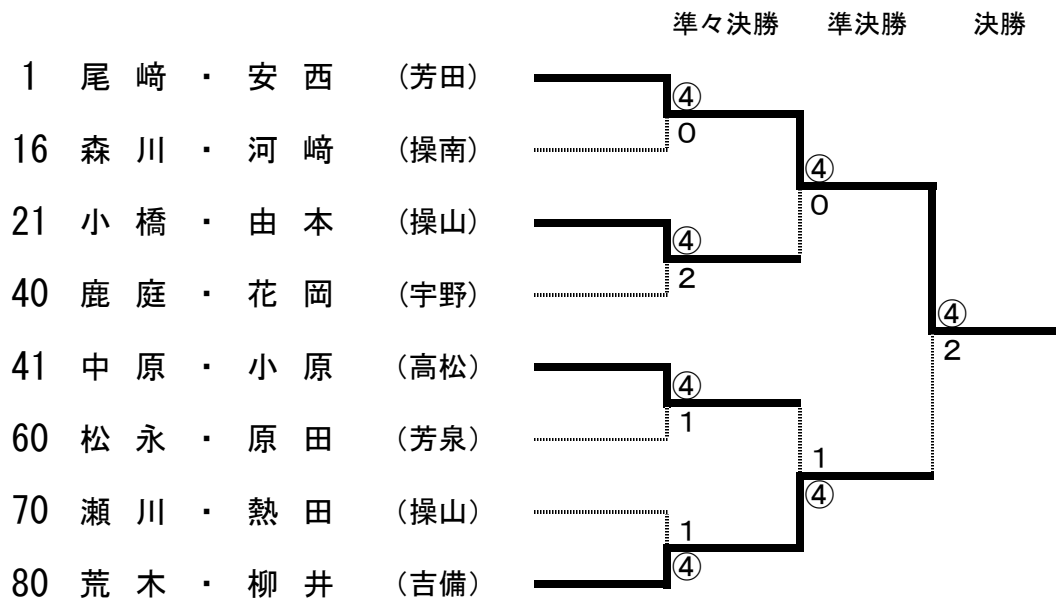 準々決勝 準決勝 決勝
1 尾﨑・安西 (芳田)
④
0
16 森川・河﨑 (操南)
④
0
21 小橋・由本 (操山)
④
2
40 鹿庭・花岡 (宇野)
④
2
41 中原・小原 (高松)
④
1
60 松永・原田 (芳泉)
1
④
70 瀬川・熱田 (操山)
1
④
80 荒木・柳井 (吉備)